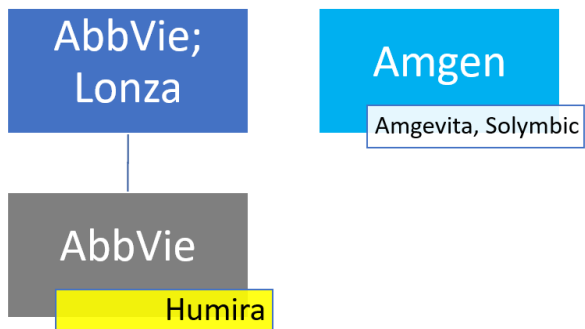 AbbVie;
Lonza
Amgen
Amgevita, Solymbic
AbbVie
Humira